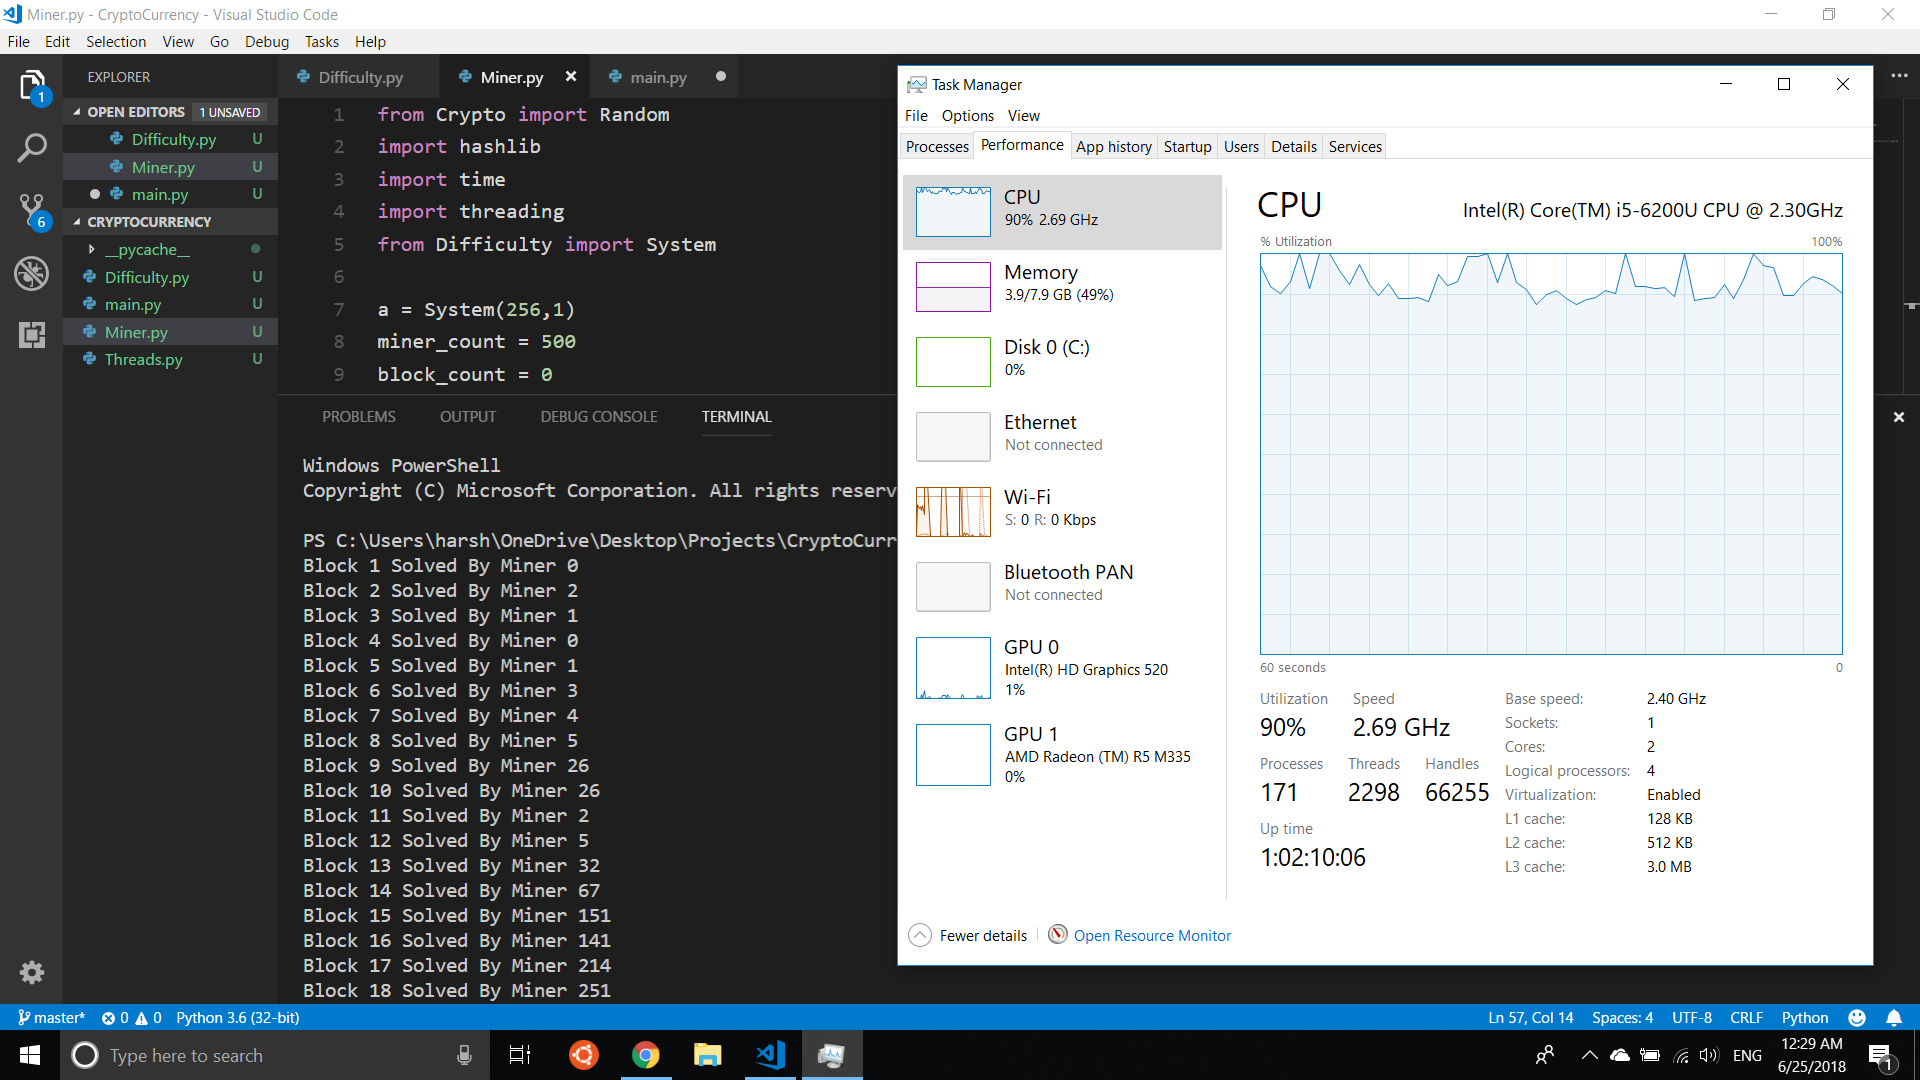 Miner.py - CryptoCurrency - Visual Studio Code
File Edit Selection View Go Debug Tasks Help
EXPLORER
OPEN EDITORS 1 UNSAVED
Difficulty.py U
Miner.py U
main.py U
CRYPTOCURRENCY
__pycache__
Difficulty.py U
main.py U
Miner.py U
Threads.py U
1
6
Difficulty.py Miner.py main.py
1 from Crypto import Random
2 import hashlib
3 import time
4 import threading
5 from Difficulty import System
6
7 a = System(256,1)
8 miner_count = 500
9 block_count = 0
PROBLEMS OUTPUT DEBUG CONSOLE TERMINAL
Windows PowerShell
Copyright (C) Microsoft Corporation. All rights reserv
PS C:\Users\harsh\OneDrive\Desktop\Projects\CryptoCurr
Block 1 Solved By Miner 0
Block 2 Solved By Miner 2
Block 3 Solved By Miner 1
Block 4 Solved By Miner 0
Block 5 Solved By Miner 1
Block 6 Solved By Miner 3
Block 7 Solved By Miner 4
Block 8 Solved By Miner 5
Block 9 Solved By Miner 26
Block 10 Solved By Miner 26
Block 11 Solved By Miner 2
Block 12 Solved By Miner 5
Block 13 Solved By Miner 32
Block 14 Solved By Miner 67
Block 15 Solved By Miner 151
Block 16 Solved By Miner 141
Block 17 Solved By Miner 214
Block 18 Solved By Miner 251
Task Manager
File Options View
Processes Performance App history Startup Users Details Services
CPU
90% 2.69 GHz
Memory
3.9/7.9 GB (49%)
Disk 0 (C:)
0%
Ethernet
Not connected
Wi-Fi
S: 0 R: 0 Kbps
Bluetooth PAN
Not connected
GPU 0
Intel(R) HD Graphics 520
1%
GPU 1
AMD Radeon (TM) R5 M335
0%
CPU Intel(R) Core(TM) i5-6200U CPU @ 2.30GHz
% Utilization 100%
60 seconds 0
Utilization Speed
90% 2.69 GHz
Processes Threads Handles
171 2298 66255
Up time
1:02:10:06
Base speed: 2.40 GHz
Sockets: 1
Cores: 2
Logical processors: 4
Virtualization: Enabled
L1 cache: 128 KB
L2 cache: 512 KB
L3 cache: 3.0 MB
Fewer details Open Resource Monitor
master* 0 0 Python 3.6 (32-bit) Ln 57, Col 14 Spaces: 4 UTF-8 CRLF Python
Type here to search
ENG
12:29 AM
6/25/2018
1